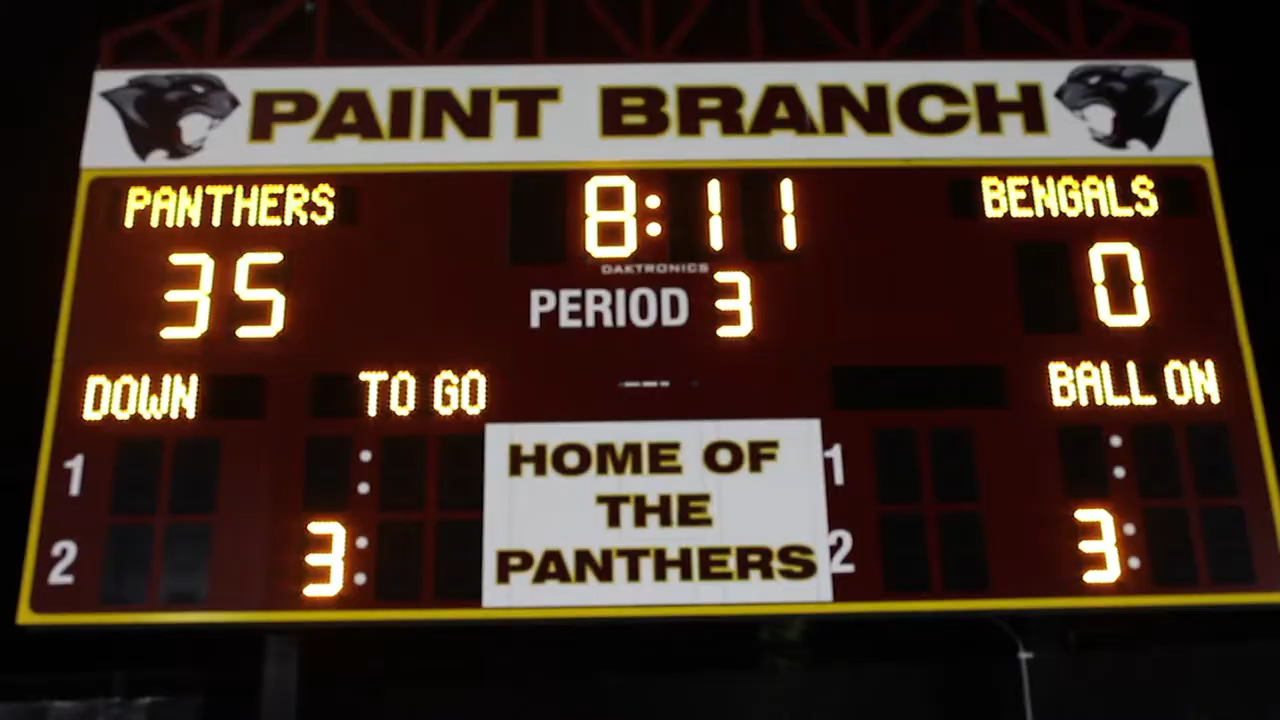 PAINT BRANCH
PANTHERS 8:11 BENGALS
35 0
DAKTRONICS
PERIOD 3
DOWN TO GO BALL ON
1 : 1 :
HOME OF
THE
PANTHERS
2 3: 2 3: